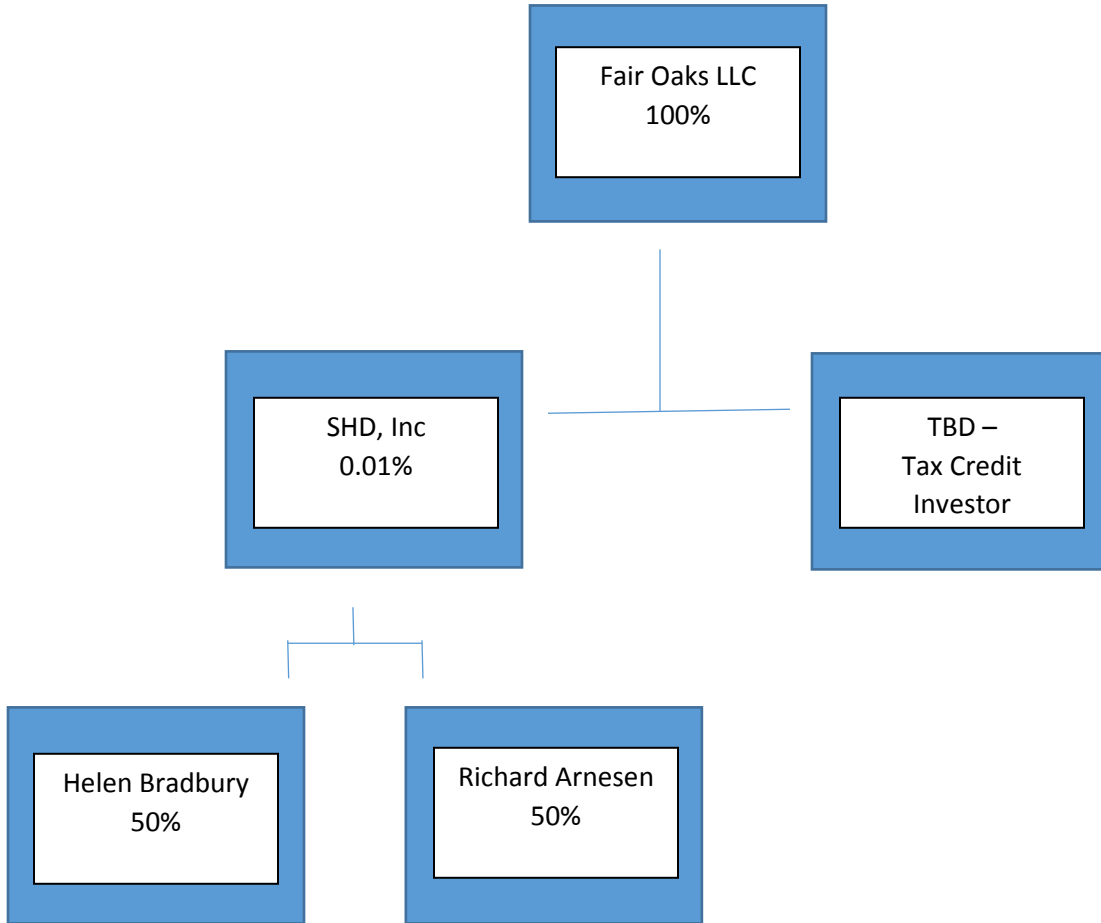 Fair Oaks LLC
100%
SHD, Inc
0.01%
TBD –
Tax Credit
Investor
Helen Bradbury
50%
Richard Arnesen
50%